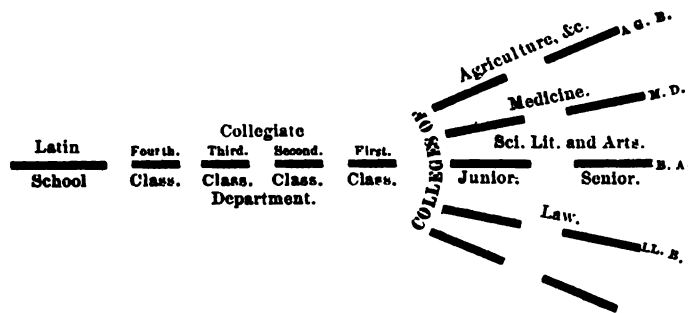 Latin
School
Collegiate
Fourth. Third. Second. First.
Class. Class. Class. Class.
Department.
COLLEGES OF
Agriculture, &c. A G. B.
Medicine. M. D.
Sci. Lit. and Arts.
Junior. Senior. B. A.
Law. LL. B.